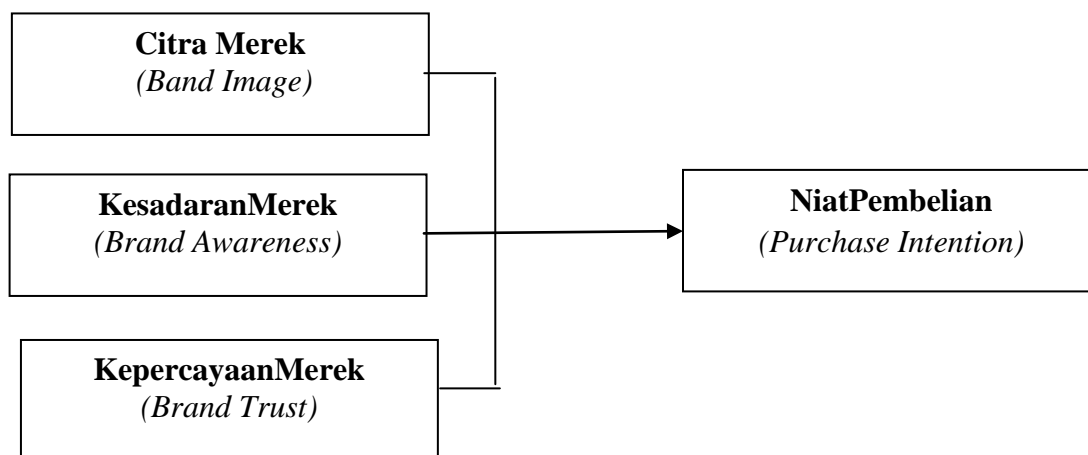 Citra Merek
(Band Image)
KesadaranMerek
(Brand Awareness)
KepercayaanMerek
(Brand Trust)
NiatPembelian
(Purchase Intention)